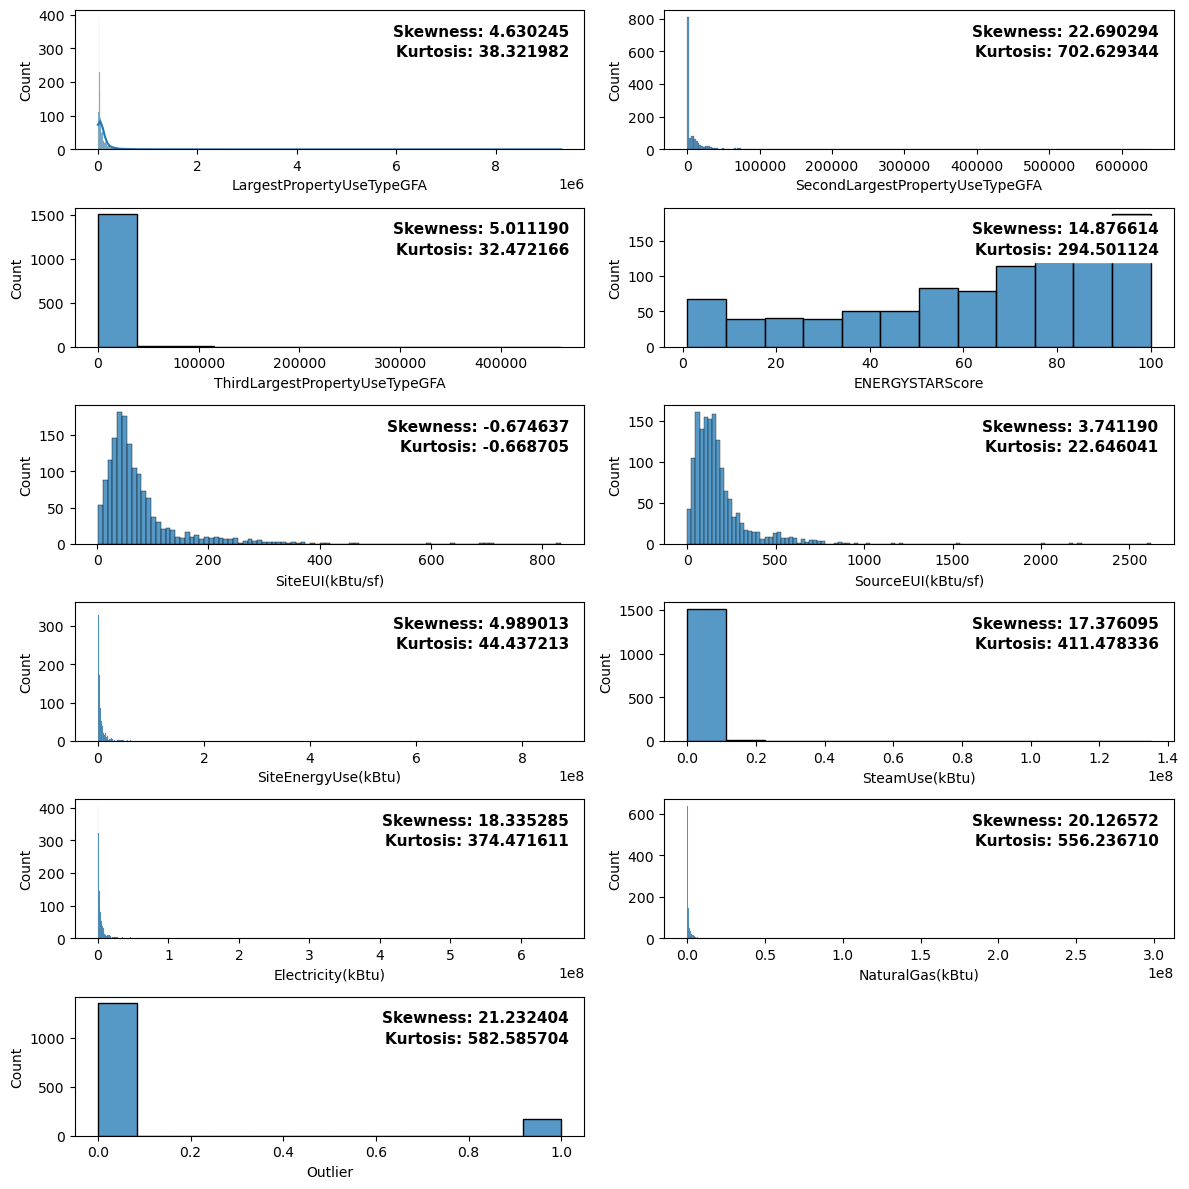 400
300
200
100
0
Count
Skewness: 4.630245
Kurtosis: 38.321982
0 2 4 6 8
1e6
LargestPropertyUseTypeGFA
800
600
400
200
0
Count
Skewness: 22.690294
Kurtosis: 702.629344
0 100000 200000 300000 400000 500000 600000
SecondLargestPropertyUseTypeGFA
1500
1000
500
0
Count
Skewness: 5.011190
Kurtosis: 32.472166
0 100000 200000 300000 400000
ThirdLargestPropertyUseTypeGFA
150
100
50
0
Count
Skewness: 14.876614
Kurtosis: 294.501124
0 20 40 60 80 100
ENERGYSTARScore
150
100
50
0
Count
Skewness: -0.674637
Kurtosis: -0.668705
0 200 400 600 800
SiteEUI(kBtu/sf)
150
100
50
0
Count
Skewness: 3.741190
Kurtosis: 22.646041
0 500 1000 1500 2000 2500
SourceEUI(kBtu/sf)
300
200
100
0
Count
Skewness: 4.989013
Kurtosis: 44.437213
0 2 4 6 8
1e8
SiteEnergyUse(kBtu)
1500
1000
500
0
Count
Skewness: 17.376095
Kurtosis: 411.478336
0.0 0.2 0.4 0.6 0.8 1.0 1.2 1.4
1e8
SteamUse(kBtu)
400
300
200
100
0
Count
Skewness: 18.335285
Kurtosis: 374.471611
0 1 2 3 4 5 6
1e8
Electricity(kBtu)
600
400
200
0
Count
Skewness: 20.126572
Kurtosis: 556.236710
0.0 0.5 1.0 1.5 2.0 2.5 3.0
1e8
NaturalGas(kBtu)
1000
500
0
Count
Skewness: 21.232404
Kurtosis: 582.585704
0.0 0.2 0.4 0.6 0.8 1.0
Outlier